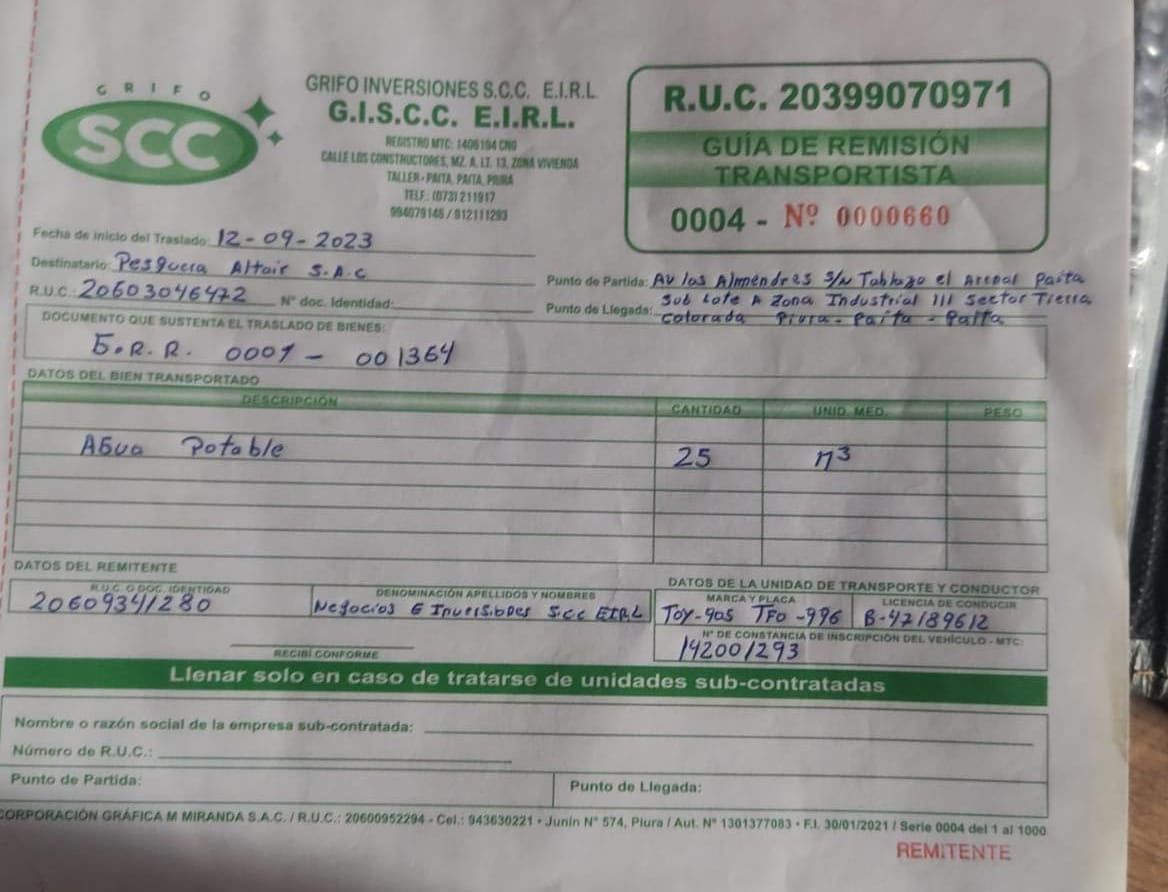 GRIFO
SCC
GRIFO INVERSIONES S.C.C. E.I.R.L
G.I.S.C.C. E.I.R.L.
REGISTRO MTC: 1406194 CNG
CALLE LOS CONSTRUCTORES, MZ. A, LT. 13, ZONA VIVIENDA
TALLER - PAITA, PAITA, PIURA
TELF.: (073) 211917
994079146 / 912111293
R.U.C. 20399070971
GUÍA DE REMISIÓN
TRANSPORTISTA
0004 - Nº 0000660
Fecha de inicio del Traslado: 12-09-2023
Destinatario: Pesquera Altair S.A.C
R.U.C.: 20603046472 N° doc. Identidad:
Punto de Partida: Av los Almendros S/N Tablazo el Arenal Paita
Punto de Llegada: Sub Lote A Zona Industrial III Sector Tierra
Colorada Piura - Paita - Paita
DOCUMENTO QUE SUSTENTA EL TRASLADO DE BIENES:
G.R.R. 0001 - 001364
DATOS DEL BIEN TRANSPORTADO
DESCRIPCIÓN CANTIDAD UNID. MED. PESO
Agua Potable 25 M3
DATOS DEL REMITENTE
R.U.C. O DOC. IDENTIDAD DENOMINACIÓN APELLIDOS Y NOMBRES
20609341280 Negocios E Inversiones S.C.C EIRL
RECIBÍ CONFORME
DATOS DE LA UNIDAD DE TRANSPORTE Y CONDUCTOR
MARCA Y PLACA LICENCIA DE CONDUCIR
TOY-905 TFO-996 B-47189612
N° DE CONSTANCIA DE INSCRIPCIÓN DEL VEHÍCULO - MTC:
142001293
Llenar solo en caso de tratarse de unidades sub-contratadas
Nombre o razón social de la empresa sub-contratada:
Número de R.U.C.:
Punto de Partida: Punto de Llegada:
CORPORACIÓN GRÁFICA M MIRANDA S.A.C. / R.U.C.: 20600952294 - Cel.: 943630221 • Junín N° 574, Piura / Aut. N° 1301377083 • F.I. 30/01/2021 / Serie 0004 del 1 al 1000
REMITENTE